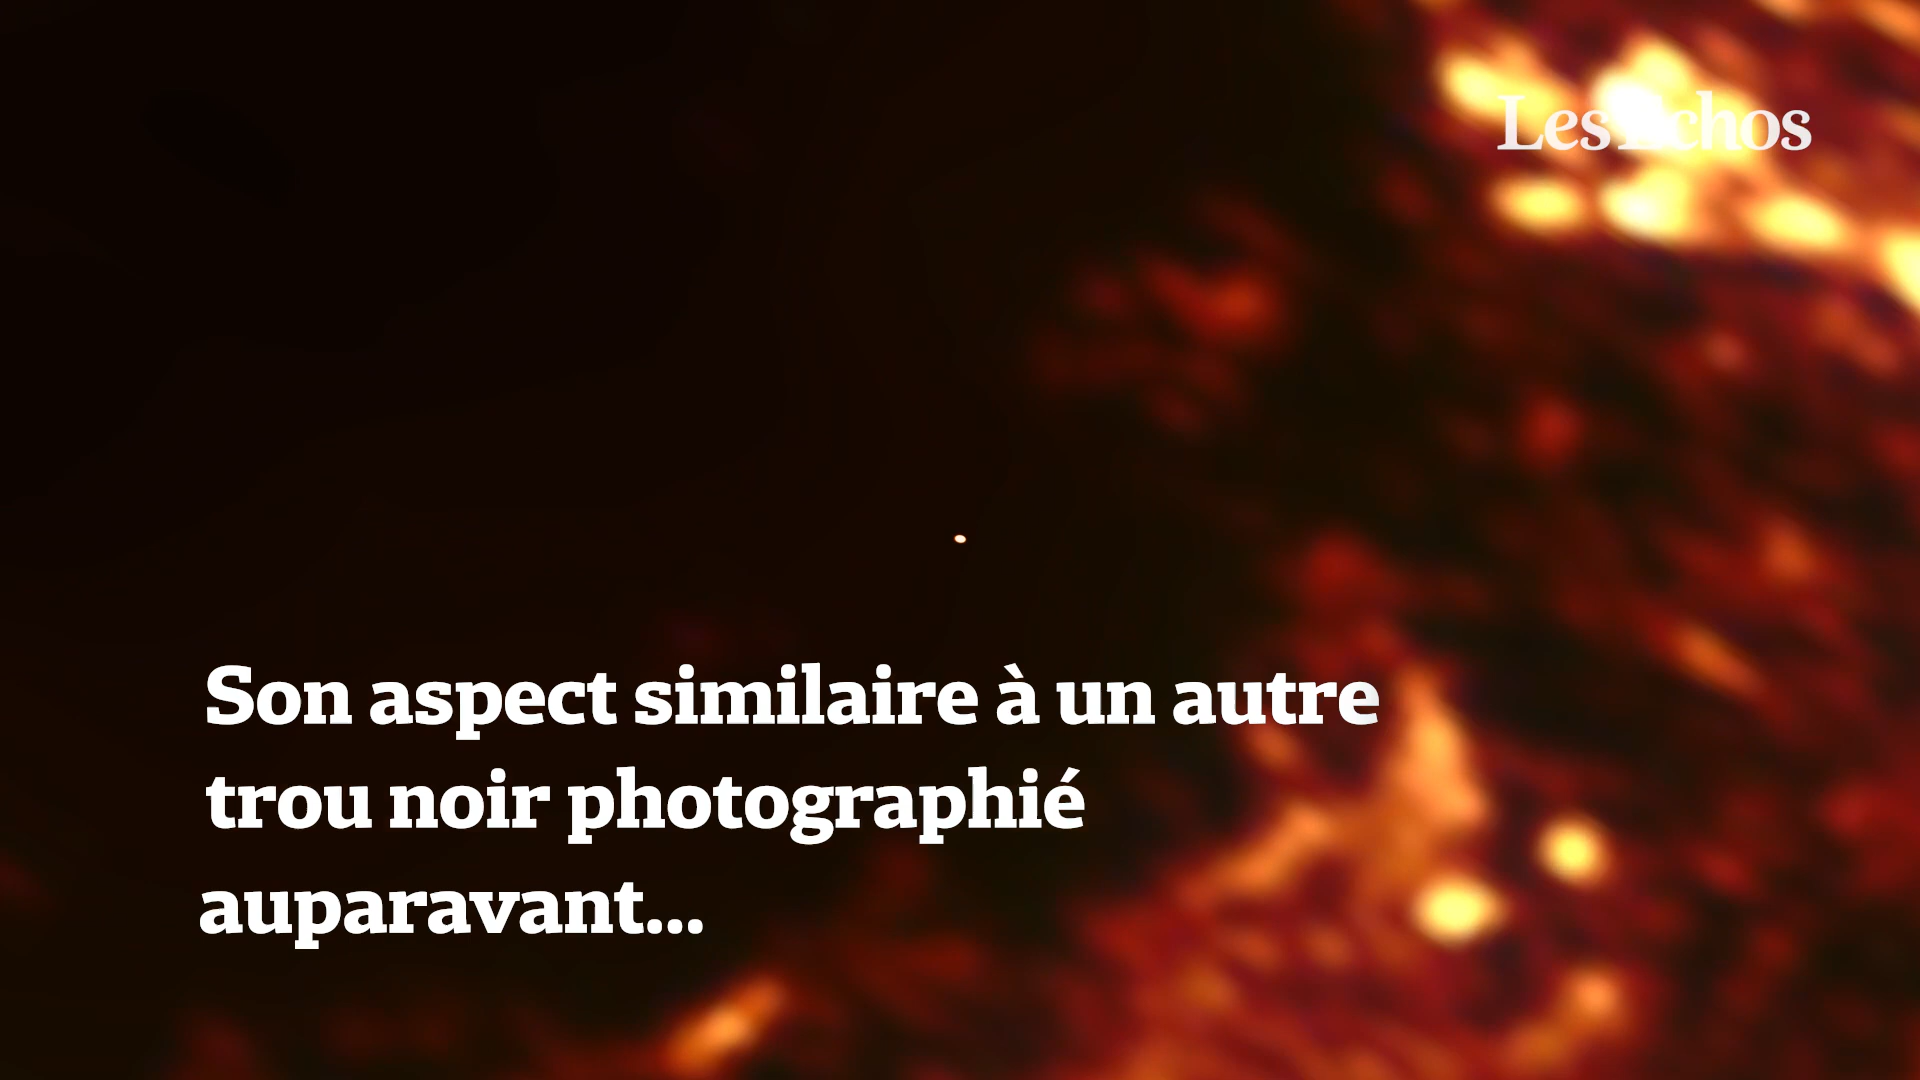 Les Echos
Son aspect similaire à un autre
trou noir photographié
auparavant...